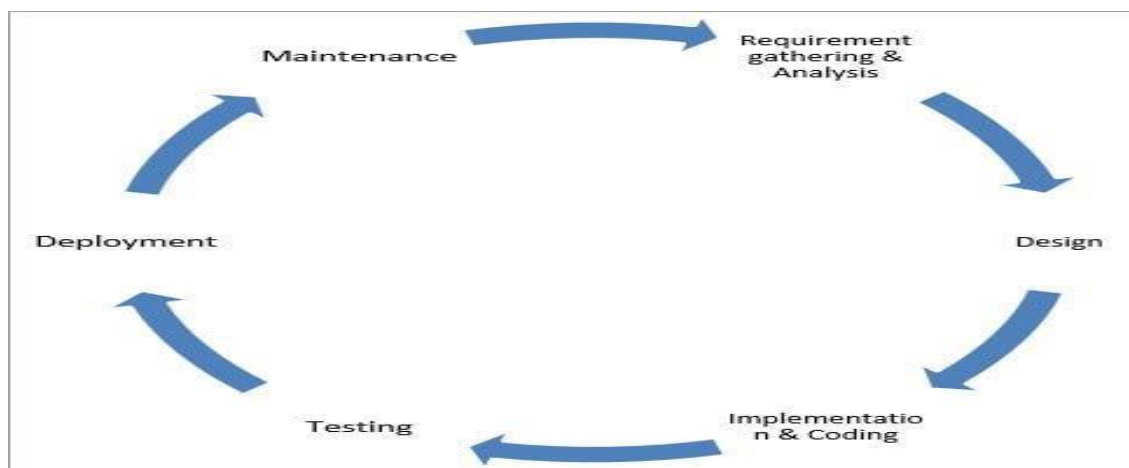 Maintenance
Requirement
gathering &
Analysis
Deployment
Design
Testing
Implementatio
n & Coding